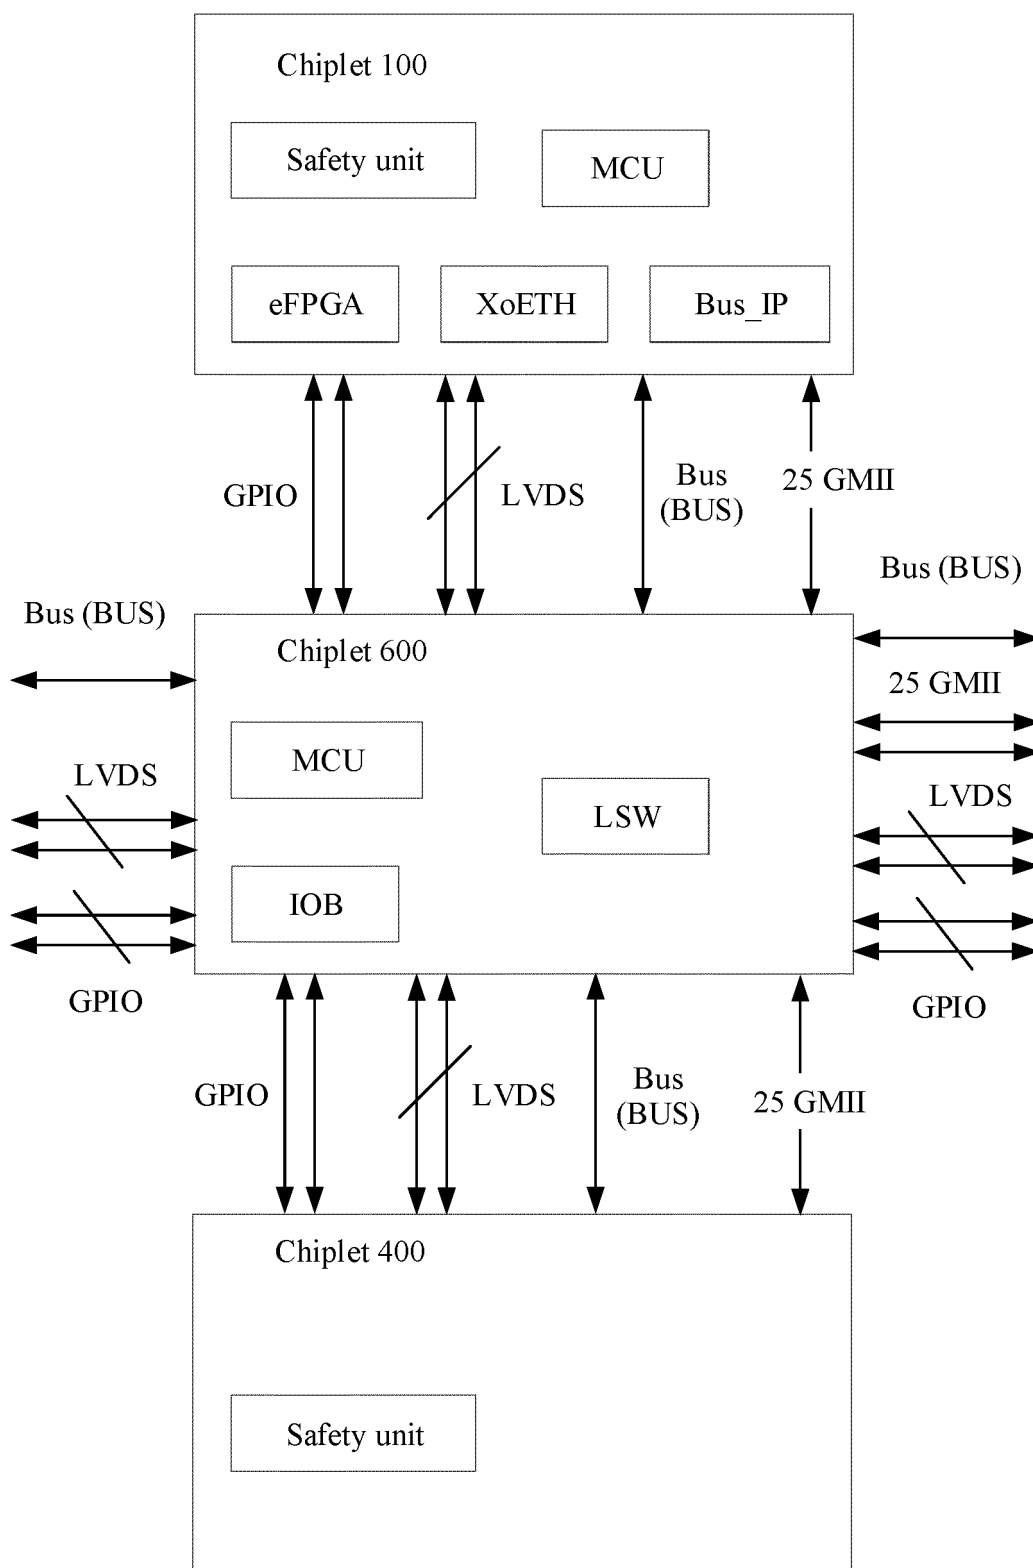 Chiplet 100
Safety unit
MCU
eFPGA
XoETH
Bus_IP
GPIO
LVDS
Bus
(BUS)
25 GMII
Bus (BUS)
Bus (BUS)
Chiplet 600
25 GMII
MCU
LVDS
LSW
LVDS
IOB
GPIO
GPIO
GPIO
LVDS
Bus
(BUS)
25 GMII
Chiplet 400
Safety unit